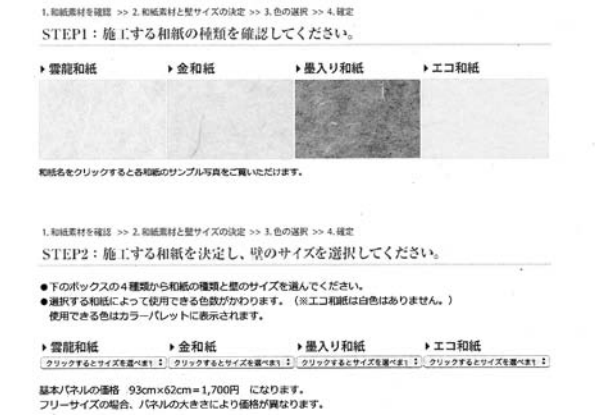 1. 和紙素材を確認 >> 2. 和紙素材と壁サイズの決定 >> 3. 色の選択 >> 4. 確定
STEP1：施工する和紙の種類を確認してください。
雲龍和紙 金和紙 墨入り和紙 エコ和紙
和紙名をクリックすると各和紙のサンプル写真をご覧いただけます。
1. 和紙素材を確認 >> 2. 和紙素材と壁サイズの決定 >> 3. 色の選択 >> 4. 確定
STEP2：施工する和紙を決定し、壁のサイズを選択してください。
●下のボックスの4種類から和紙の種類と壁のサイズを選んでください。
●選択する和紙によって使用できる色数がかわります。（※エコ和紙は白色はありません。）
使用できる色はカラーパレットに表示されます。
雲龍和紙 金和紙 墨入り和紙 エコ和紙
クリックするとサイズを選べます クリックするとサイズを選べます クリックするとサイズを選べます クリックするとサイズを選べます
基本パネルの価格 93cm×62cm=1,700円 になります。
フリーサイズの場合、パネルの大きさにより価格が異なります。